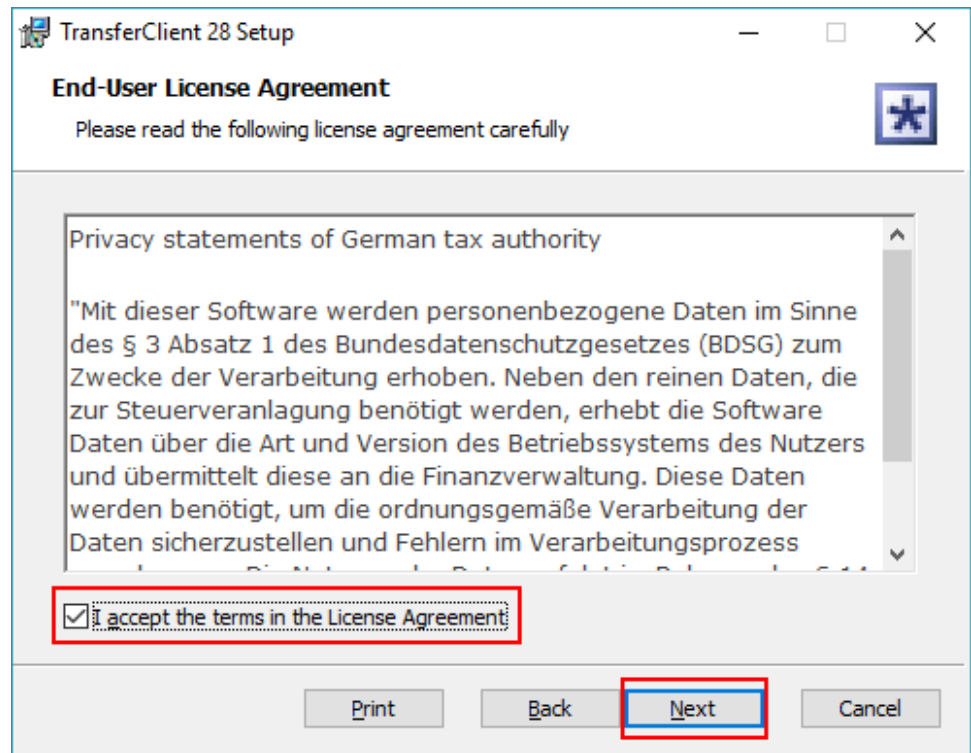 TransferClient 28 Setup
End-User License Agreement
Please read the following license agreement carefully
Privacy statements of German tax authority
"Mit dieser Software werden personenbezogene Daten im Sinne
des § 3 Absatz 1 des Bundesdatenschutzgesetzes (BDSG) zum
Zwecke der Verarbeitung erhoben. Neben den reinen Daten, die
zur Steuerveranlagung benötigt werden, erhebt die Software
Daten über die Art und Version des Betriebssystems des Nutzers
und übermittelt diese an die Finanzverwaltung. Diese Daten
werden benötigt, um die ordnungsgemäße Verarbeitung der
Daten sicherzustellen und Fehlern im Verarbeitungsprozess
I accept the terms in the License Agreement
Print Back Next Cancel